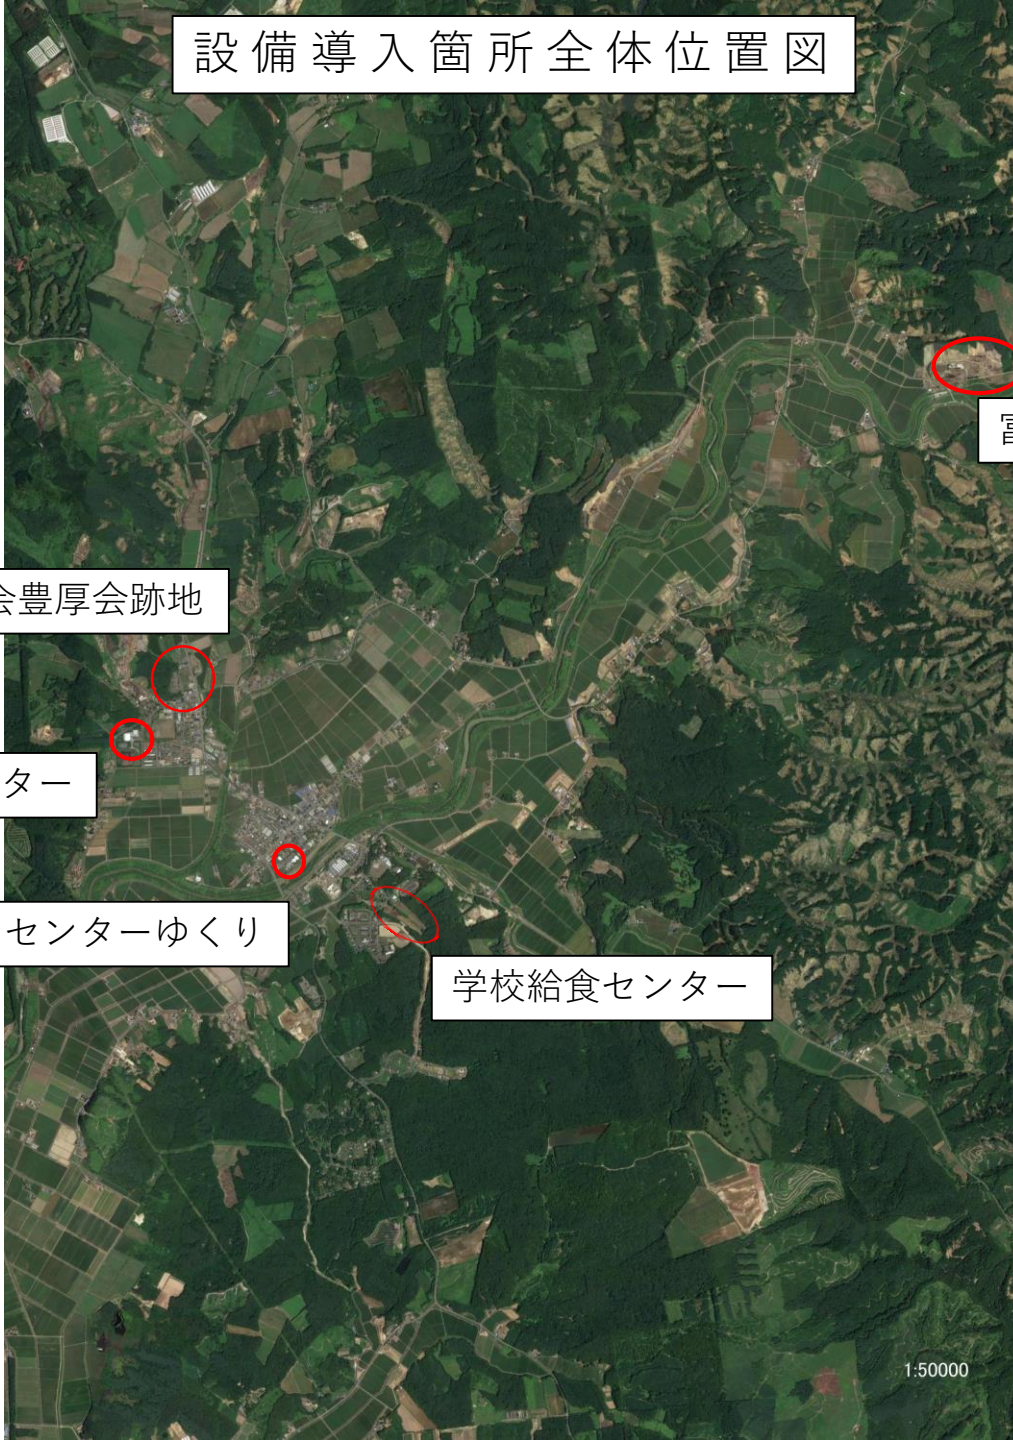 設備導入箇所全体位置図
富
会豊厚会跡地
ター
センターゆくり
学校給食センター
1:50000